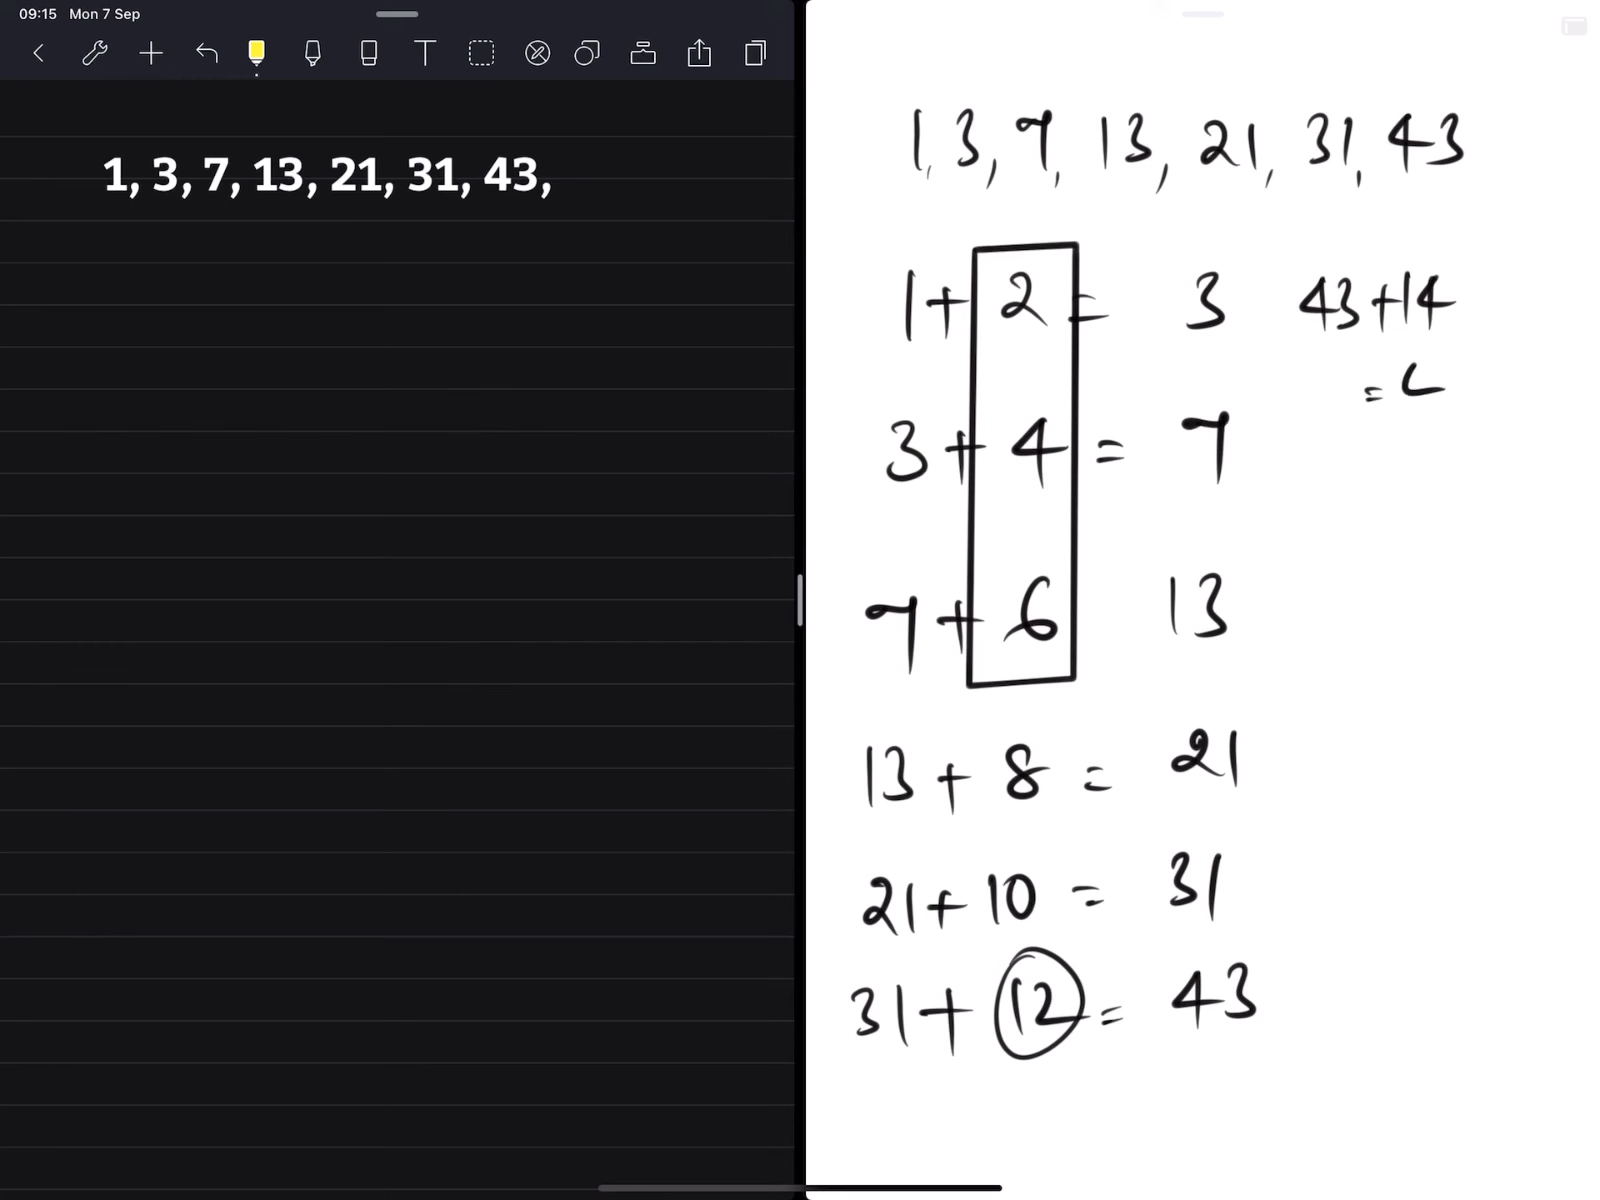 09:15 Mon 7 Sep
T
1, 3, 7, 13, 21, 31, 43,
1, 3, 7, 13, 21, 31, 43
1 + 2 = 3
43 + 14
=
3 + 4 = 7
7 + 6 13
13 + 8 = 21
21 + 10 = 31
31 + 12 = 43